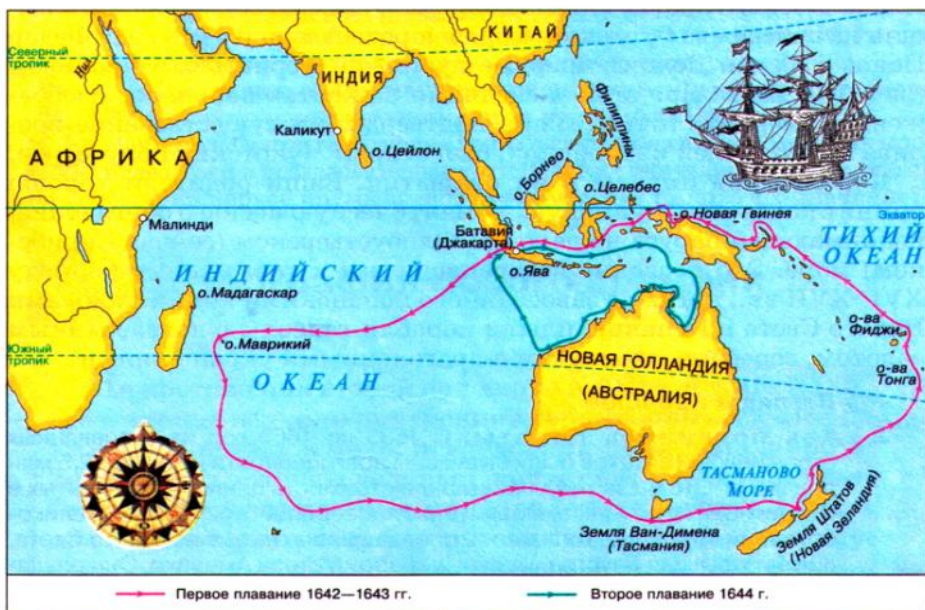 Северный
тропик
Нил
КИТАЙ
ИНДИЯ
Каликут
о.Цейлон
Филиппины
АФРИКА
о.Борнео
о.Целебес
Малинди
о.Новая Гвинея
Экватор
Батавия
(Джакарта)
ТИХИЙ
ОКЕАН
ИНДИЙСКИЙ
о.Ява
о.Мадагаскар
о-ва
Фиджи
о.Маврикий
Южный
тропик
НОВАЯ ГОЛЛАНДИЯ
(АВСТРАЛИЯ)
о-ва
Тонга
ОКЕАН
ТАСМАНОВО
МОРЕ
Земля Ван-Димена
(Тасмания)
Земля Штатов
(Новая Зеландия)
Первое плавание 1642—1643 гг.
Второе плавание 1644 г.